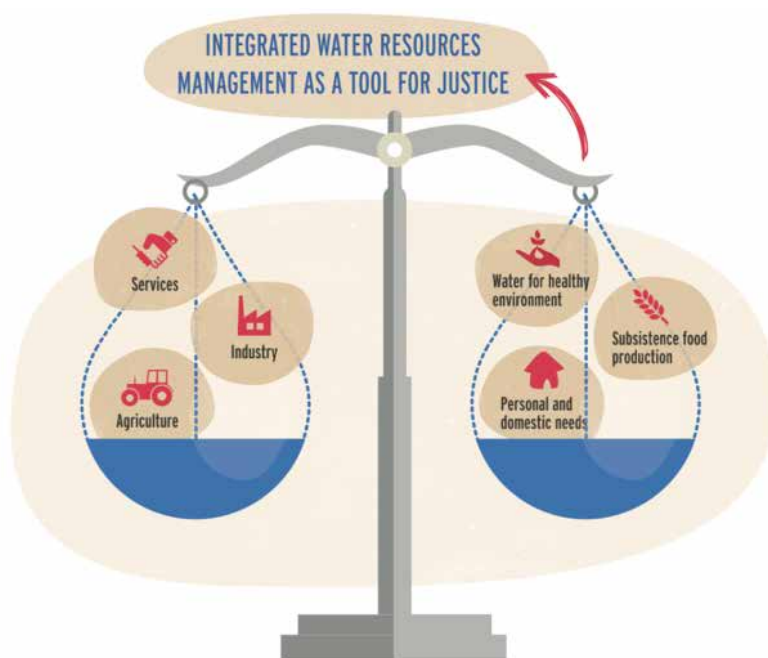 INTEGRATED WATER RESOURCES
MANAGEMENT AS A TOOL FOR JUSTICE
Services
Industry
Agriculture
Water for healthy
environment
Subsistence food
production
Personal and
domestic needs